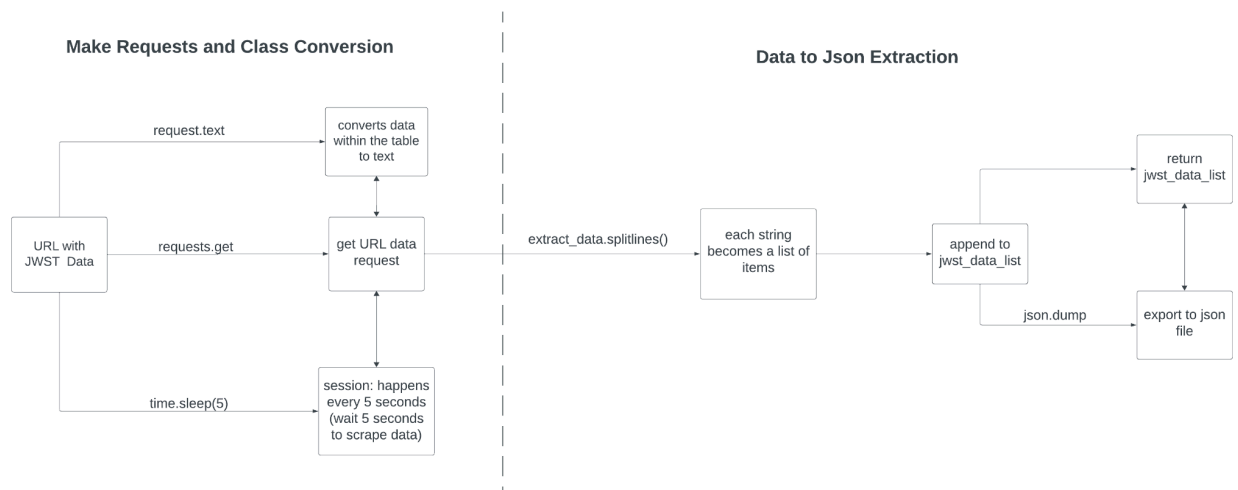 Make Requests and Class Conversion
Data to Json Extraction
request.text
converts data
within the table
to text
URL with
JWST Data
requests.get
get URL data
request
time.sleep(5)
session: happens
every 5 seconds
(wait 5 seconds
to scrape data)
extract_data.splitlines()
each string
becomes a list of
items
append to
jwst_data_list
return
jwst_data_list
json.dump
export to json
file